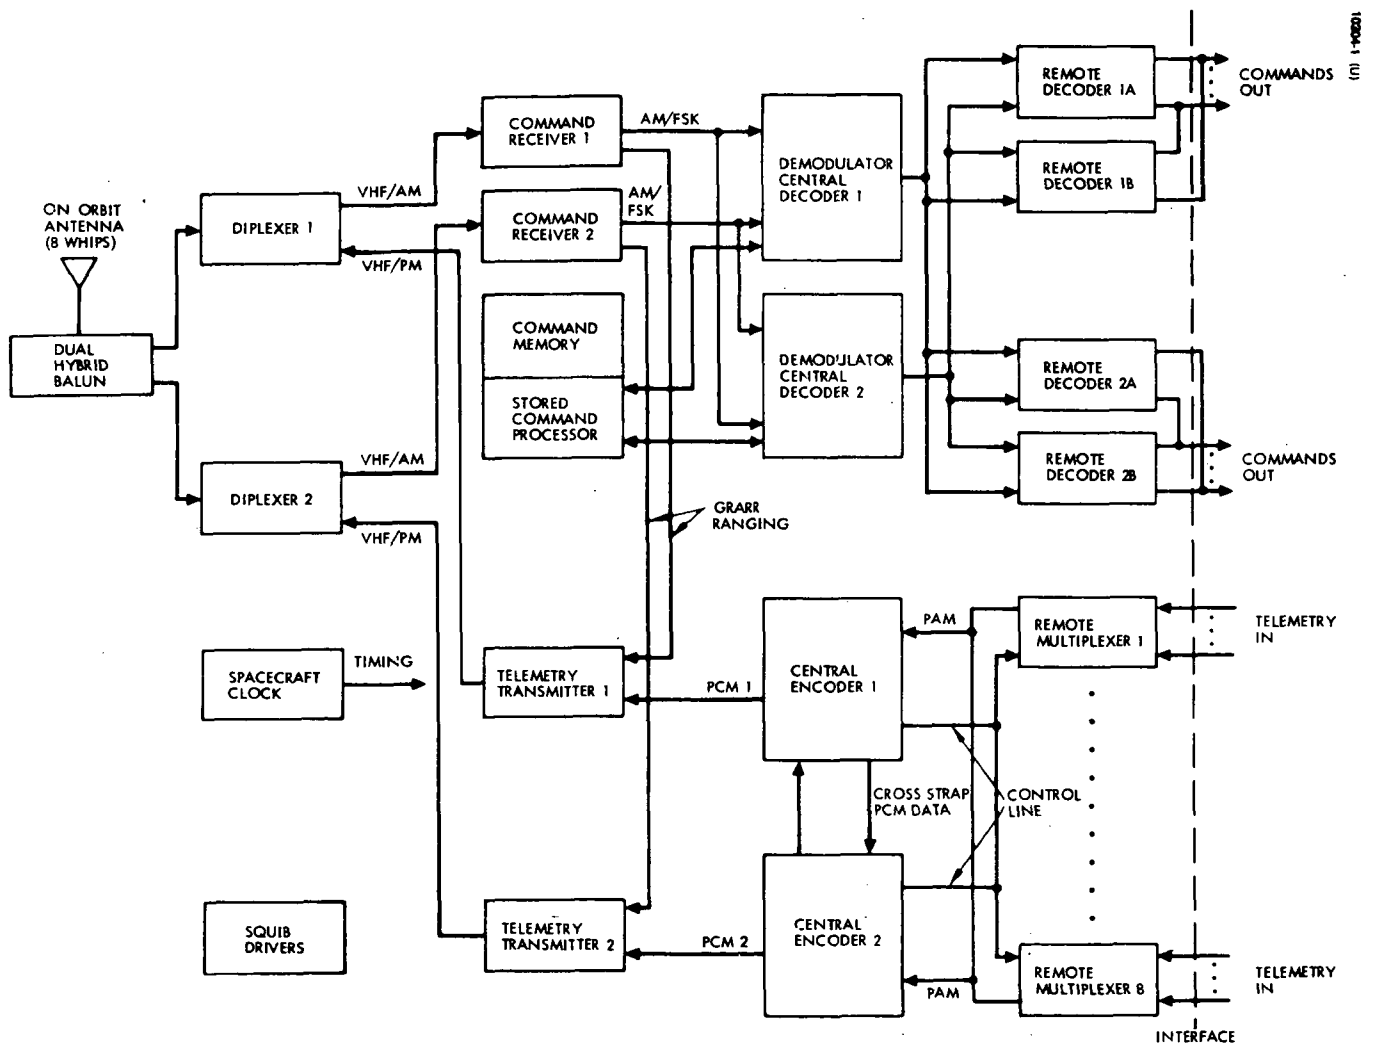 10204-1 (U)
ON ORBIT
ANTENNA
(8 WHIPS)
DUAL
HYBRID
BALUN
DIPLEXER 1
DIPLEXER 2
VHF/AM
VHF/PM
VHF/AM
VHF/PM
COMMAND
RECEIVER 1
COMMAND
RECEIVER 2
AM/FSK
AM/
FSK
COMMAND
MEMORY
STORED
COMMAND
PROCESSOR
DEMODULATOR
CENTRAL
DECODER 1
DEMODULATOR
CENTRAL
DECODER 2
REMOTE
DECODER 1A
REMOTE
DECODER 1B
REMOTE
DECODER 2A
REMOTE
DECODER 2B
COMMANDS
OUT
COMMANDS
OUT
GRARR
RANGING
SPACECRAFT
CLOCK
TIMING
SQUIB
DRIVERS
TELEMETRY
TRANSMITTER 1
TELEMETRY
TRANSMITTER 2
PCM 1
PCM 2
CENTRAL
ENCODER 1
CENTRAL
ENCODER 2
CROSS STRAP
PCM DATA
CONTROL
LINE
PAM
PAM
REMOTE
MULTIPLEXER 1
REMOTE
MULTIPLEXER 8
TELEMETRY
IN
TELEMETRY
IN
INTERFACE